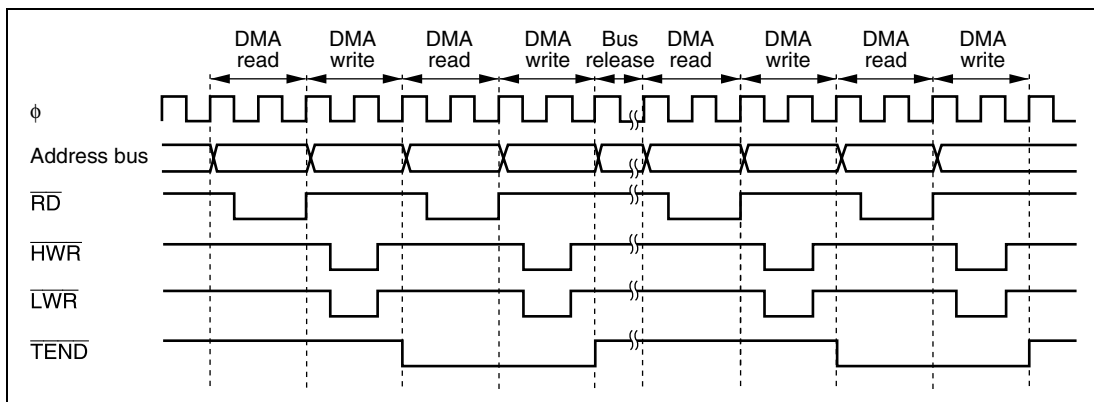 DMA DMA DMA DMA Bus DMA DMA DMA DMA
read write read write release read write read write
ϕ
Address bus
RD
HWR
LWR
TEND